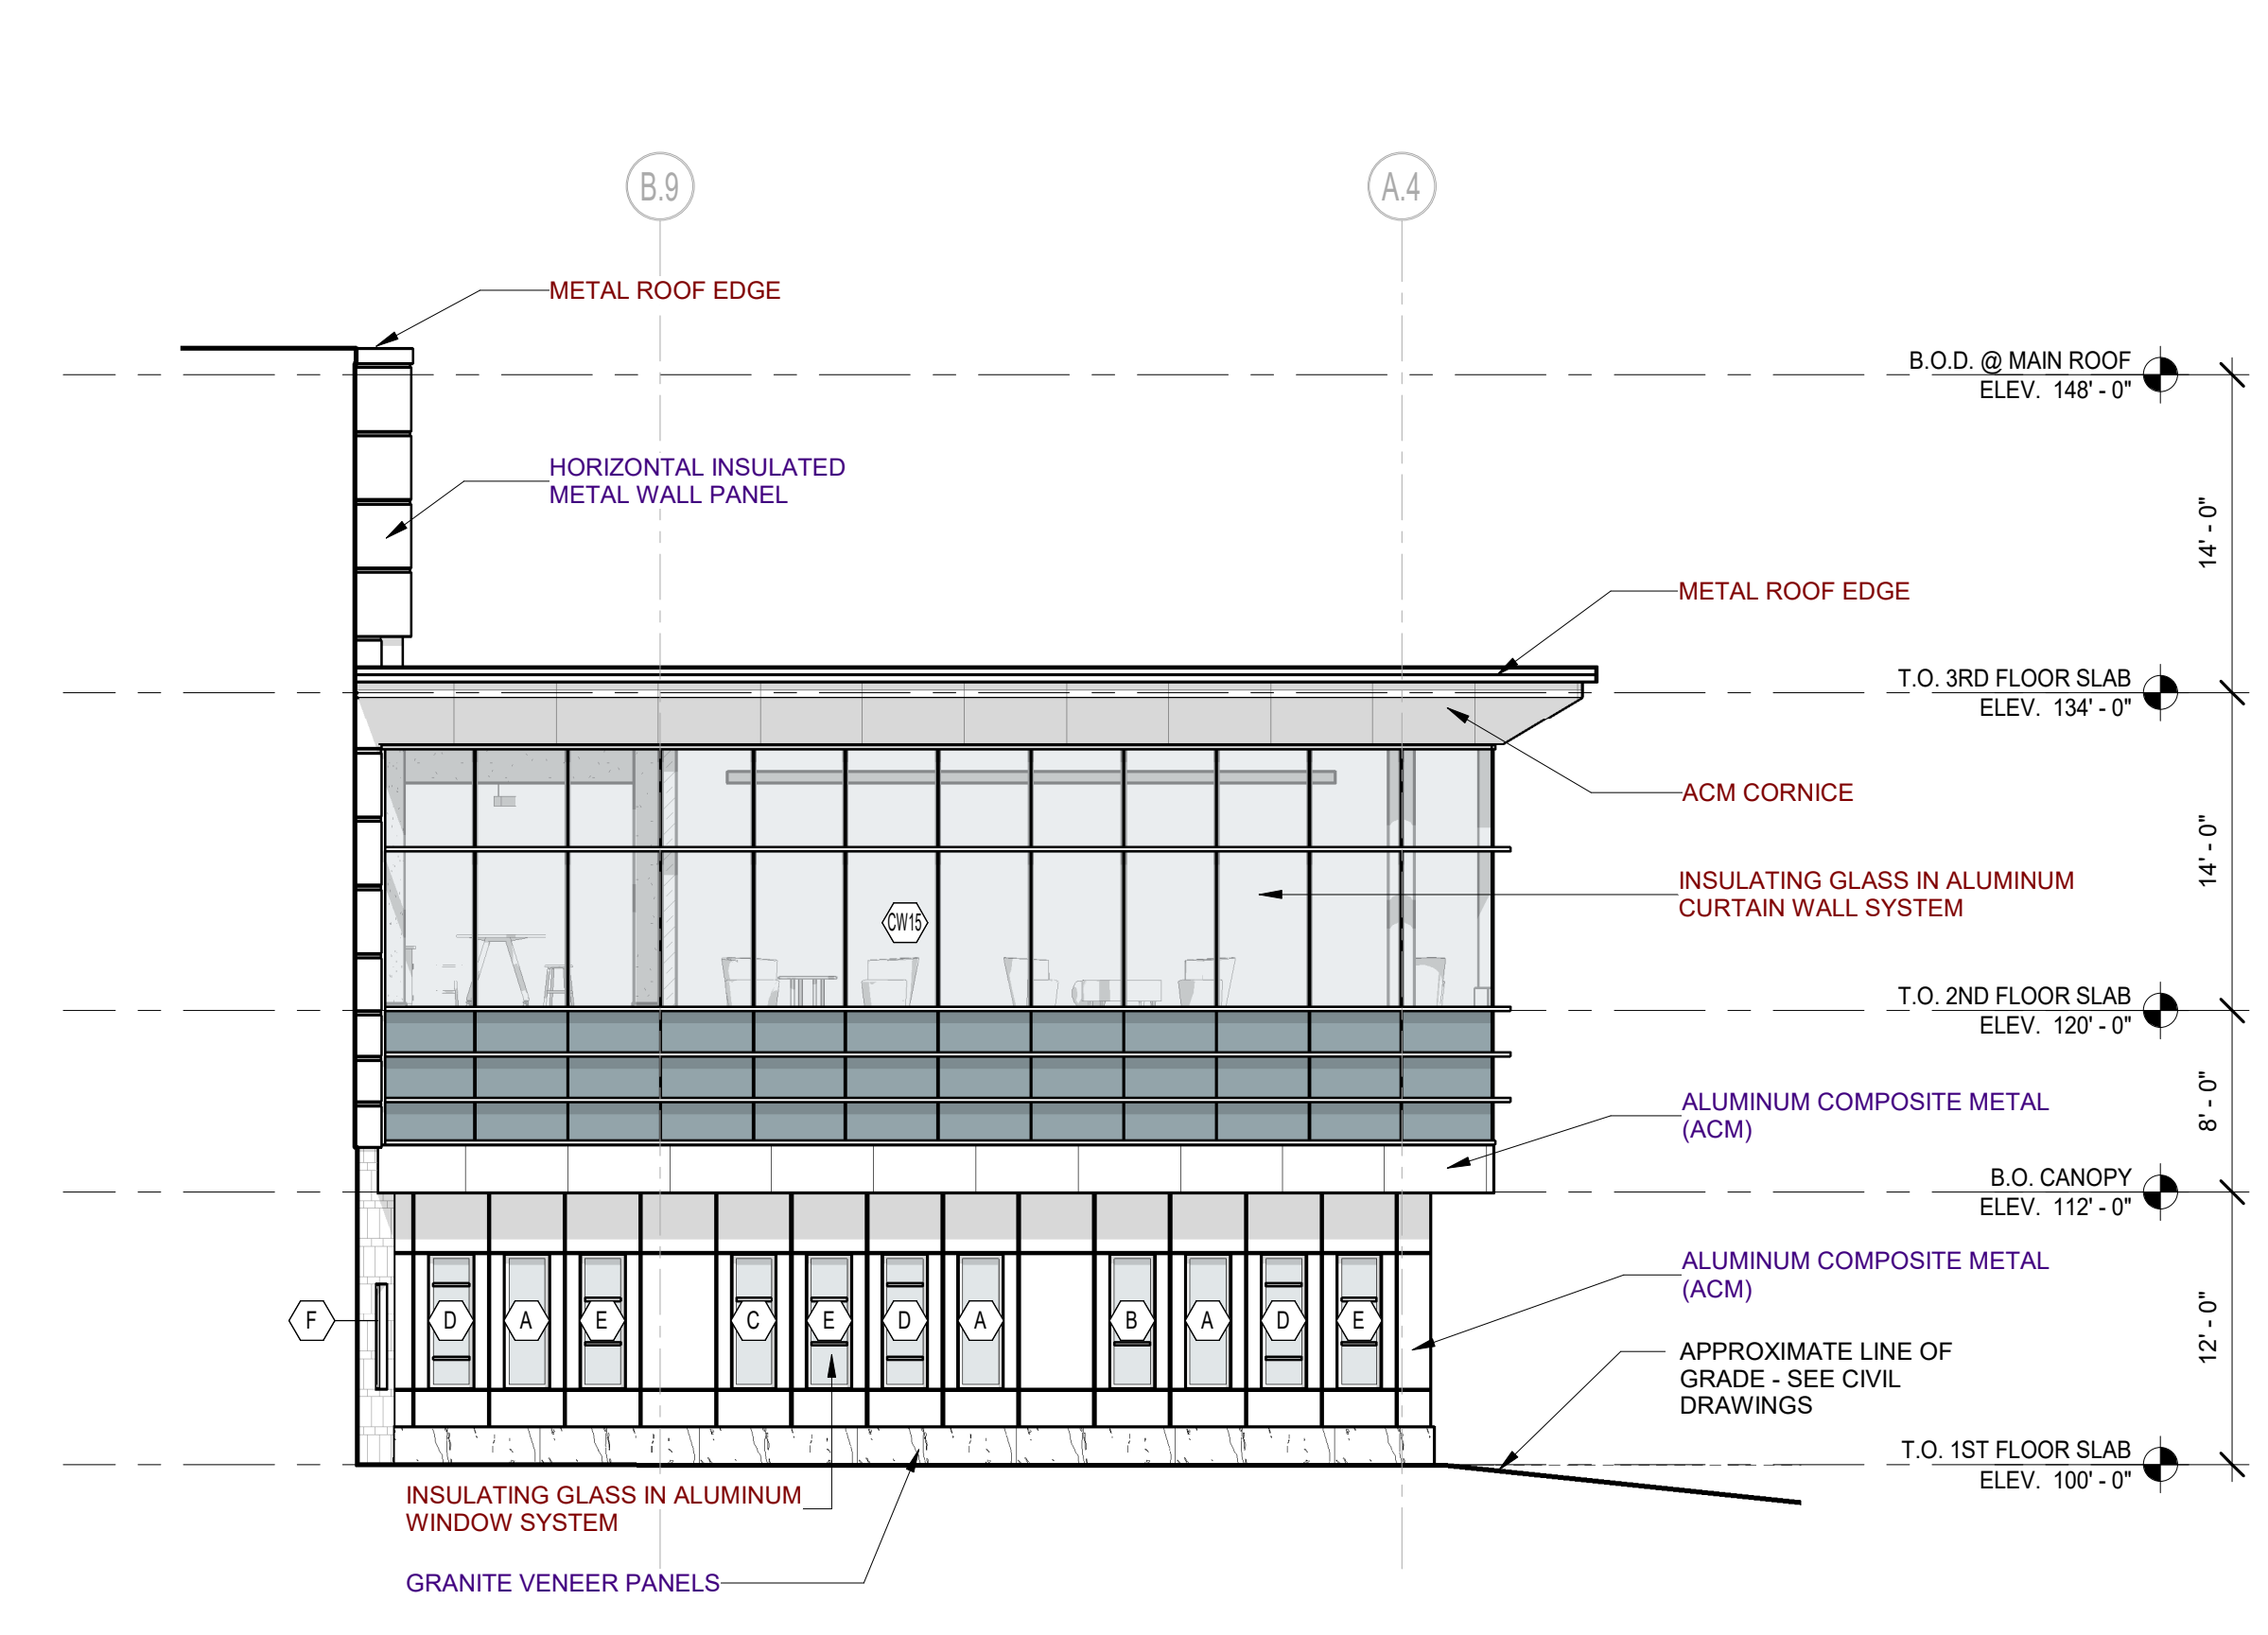 B.9
A.4
METAL ROOF EDGE
B.O.D. @ MAIN ROOF
ELEV. 148' - 0"
HORIZONTAL INSULATED
METAL WALL PANEL
14' - 0"
METAL ROOF EDGE
T.O. 3RD FLOOR SLAB
ELEV. 134' - 0"
ACM CORNICE
14' - 0"
INSULATING GLASS IN ALUMINUM
CURTAIN WALL SYSTEM
CW15
T.O. 2ND FLOOR SLAB
ELEV. 120' - 0"
ALUMINUM COMPOSITE METAL
(ACM)
8' - 0"
B.O. CANOPY
ELEV. 112' - 0"
ALUMINUM COMPOSITE METAL
(ACM)
F
D
A
E
C
E
D
A
B
A
D
E
12' - 0"
APPROXIMATE LINE OF
GRADE - SEE CIVIL
DRAWINGS
T.O. 1ST FLOOR SLAB
ELEV. 100' - 0"
INSULATING GLASS IN ALUMINUM
WINDOW SYSTEM
GRANITE VENEER PANELS